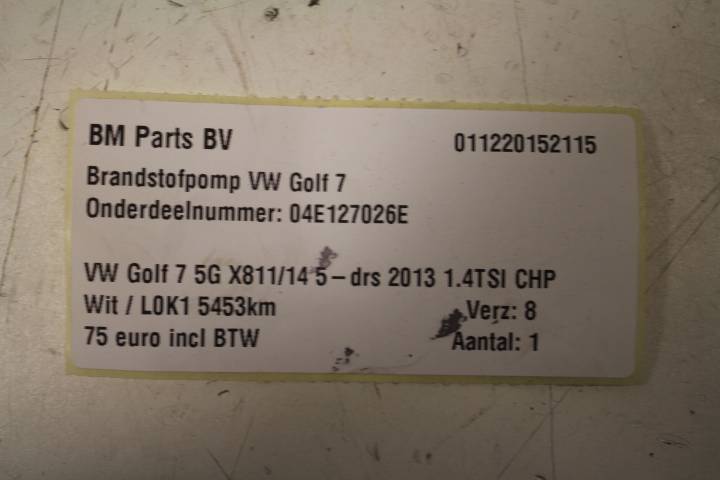 BM Parts BV 011220152115
Brandstofpomp VW Golf 7
Onderdeelnummer: 04E127026E
VW Golf 7 5G X811/14 5-drs 2013 1.4TSI CHP
Wit / L0K1 5453km Verz: 8
75 euro incl BTW Aantal: 1